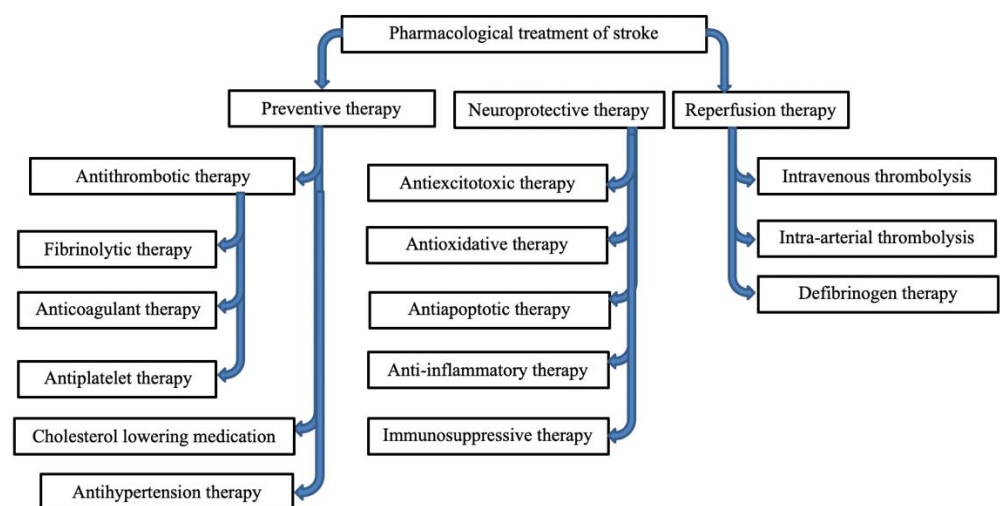 Pharmacological treatment of stroke
Preventive therapy
Neuroprotective therapy
Reperfusion therapy
Antithrombotic therapy
Fibrinolytic therapy
Anticoagulant therapy
Antiplatelet therapy
Cholesterol lowering medication
Antihypertension therapy
Antiexcitotoxic therapy
Antioxidative therapy
Antiapoptotic therapy
Anti-inflammatory therapy
Immunosuppressive therapy
Intravenous thrombolysis
Intra-arterial thrombolysis
Defibrinogen therapy